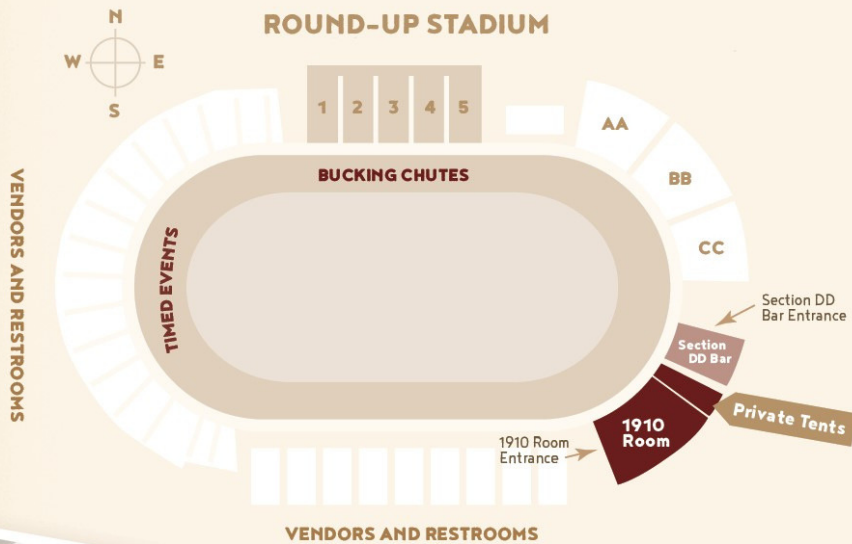 N
ROUND-UP STADIUM
W E
S
1 2 3 4 5
AA
BUCKING CHUTES
BB
VENDORS AND RESTROOMS
TIMED EVENTS
CC
Section DD
Bar Entrance
Section
DD Bar
Private Tents
1910
Room
1910 Room
Entrance
VENDORS AND RESTROOMS